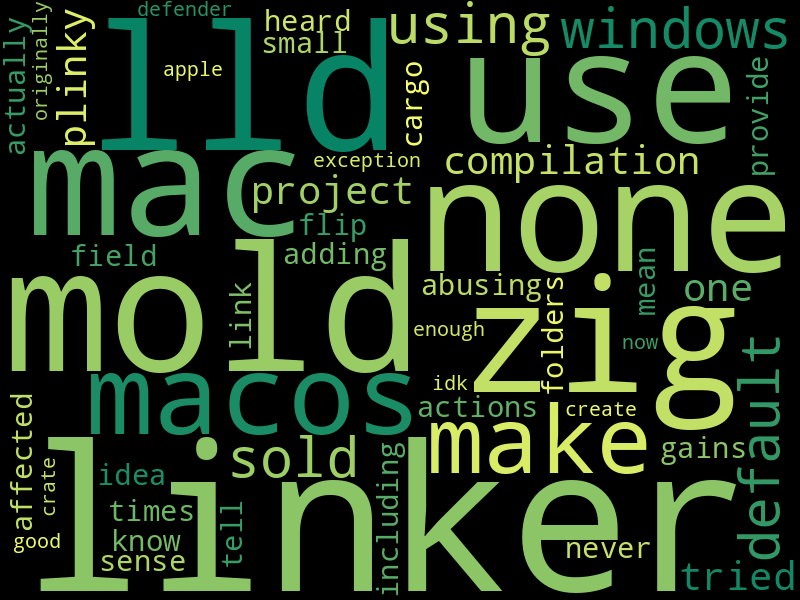 defender
heard
using
windows
actually
originally
plinky
lld
small
apple
cargo
use
provide
mac
exception
compilation
project
none
flip
field
adding
mold
link
abusing
mean
one
enough
zig
folders
now
macos
idk
actions
create
default
make
sold
gains
affected
linker
crate
idea
including
times
tell
know
good
sense
never
tried